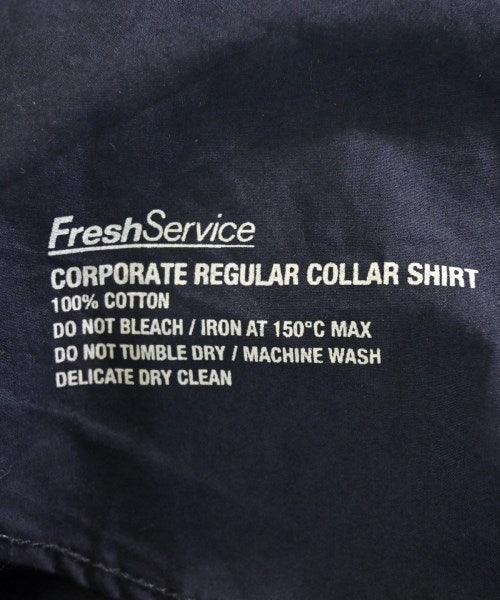 FreshService
CORPORATE REGULAR COLLAR SHIRT
100% COTTON
DO NOT BLEACH / IRON AT 150°C MAX
DO NOT TUMBLE DRY / MACHINE WASH
DELICATE DRY CLEAN